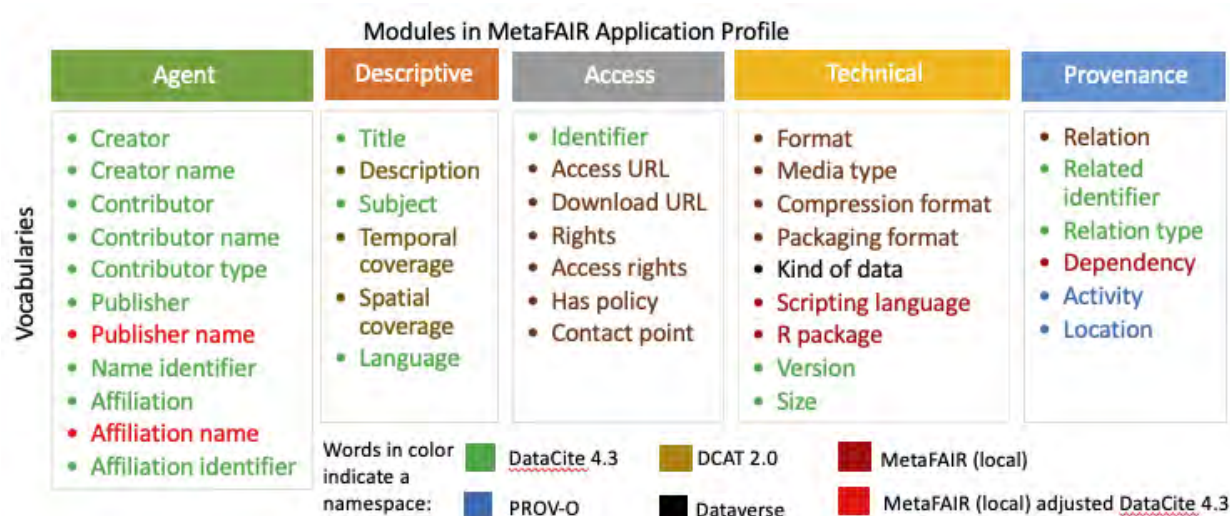 Modules in MetaFAIR Application Profile
Agent
Descriptive
Access
Technical
Provenance
Vocabularies
• Creator
• Creator name
• Contributor
• Contributor name
• Contributor type
• Publisher
• Publisher name
• Name identifier
• Affiliation
• Affiliation name
• Affiliation identifier
• Title
• Description
• Subject
• Temporal
coverage
• Spatial
coverage
• Language
• Identifier
• Access URL
• Download URL
• Rights
• Access rights
• Has policy
• Contact point
• Format
• Media type
• Compression format
• Packaging format
• Kind of data
• Scripting language
• R package
• Version
• Size
• Relation
• Related
identifier
• Relation type
• Dependency
• Activity
• Location
Words in color
indicate a
namespace:
DataCite 4.3
DCAT 2.0
MetaFAIR (local)
PROV-O
Dataverse
MetaFAIR (local) adjusted DataCite 4.3